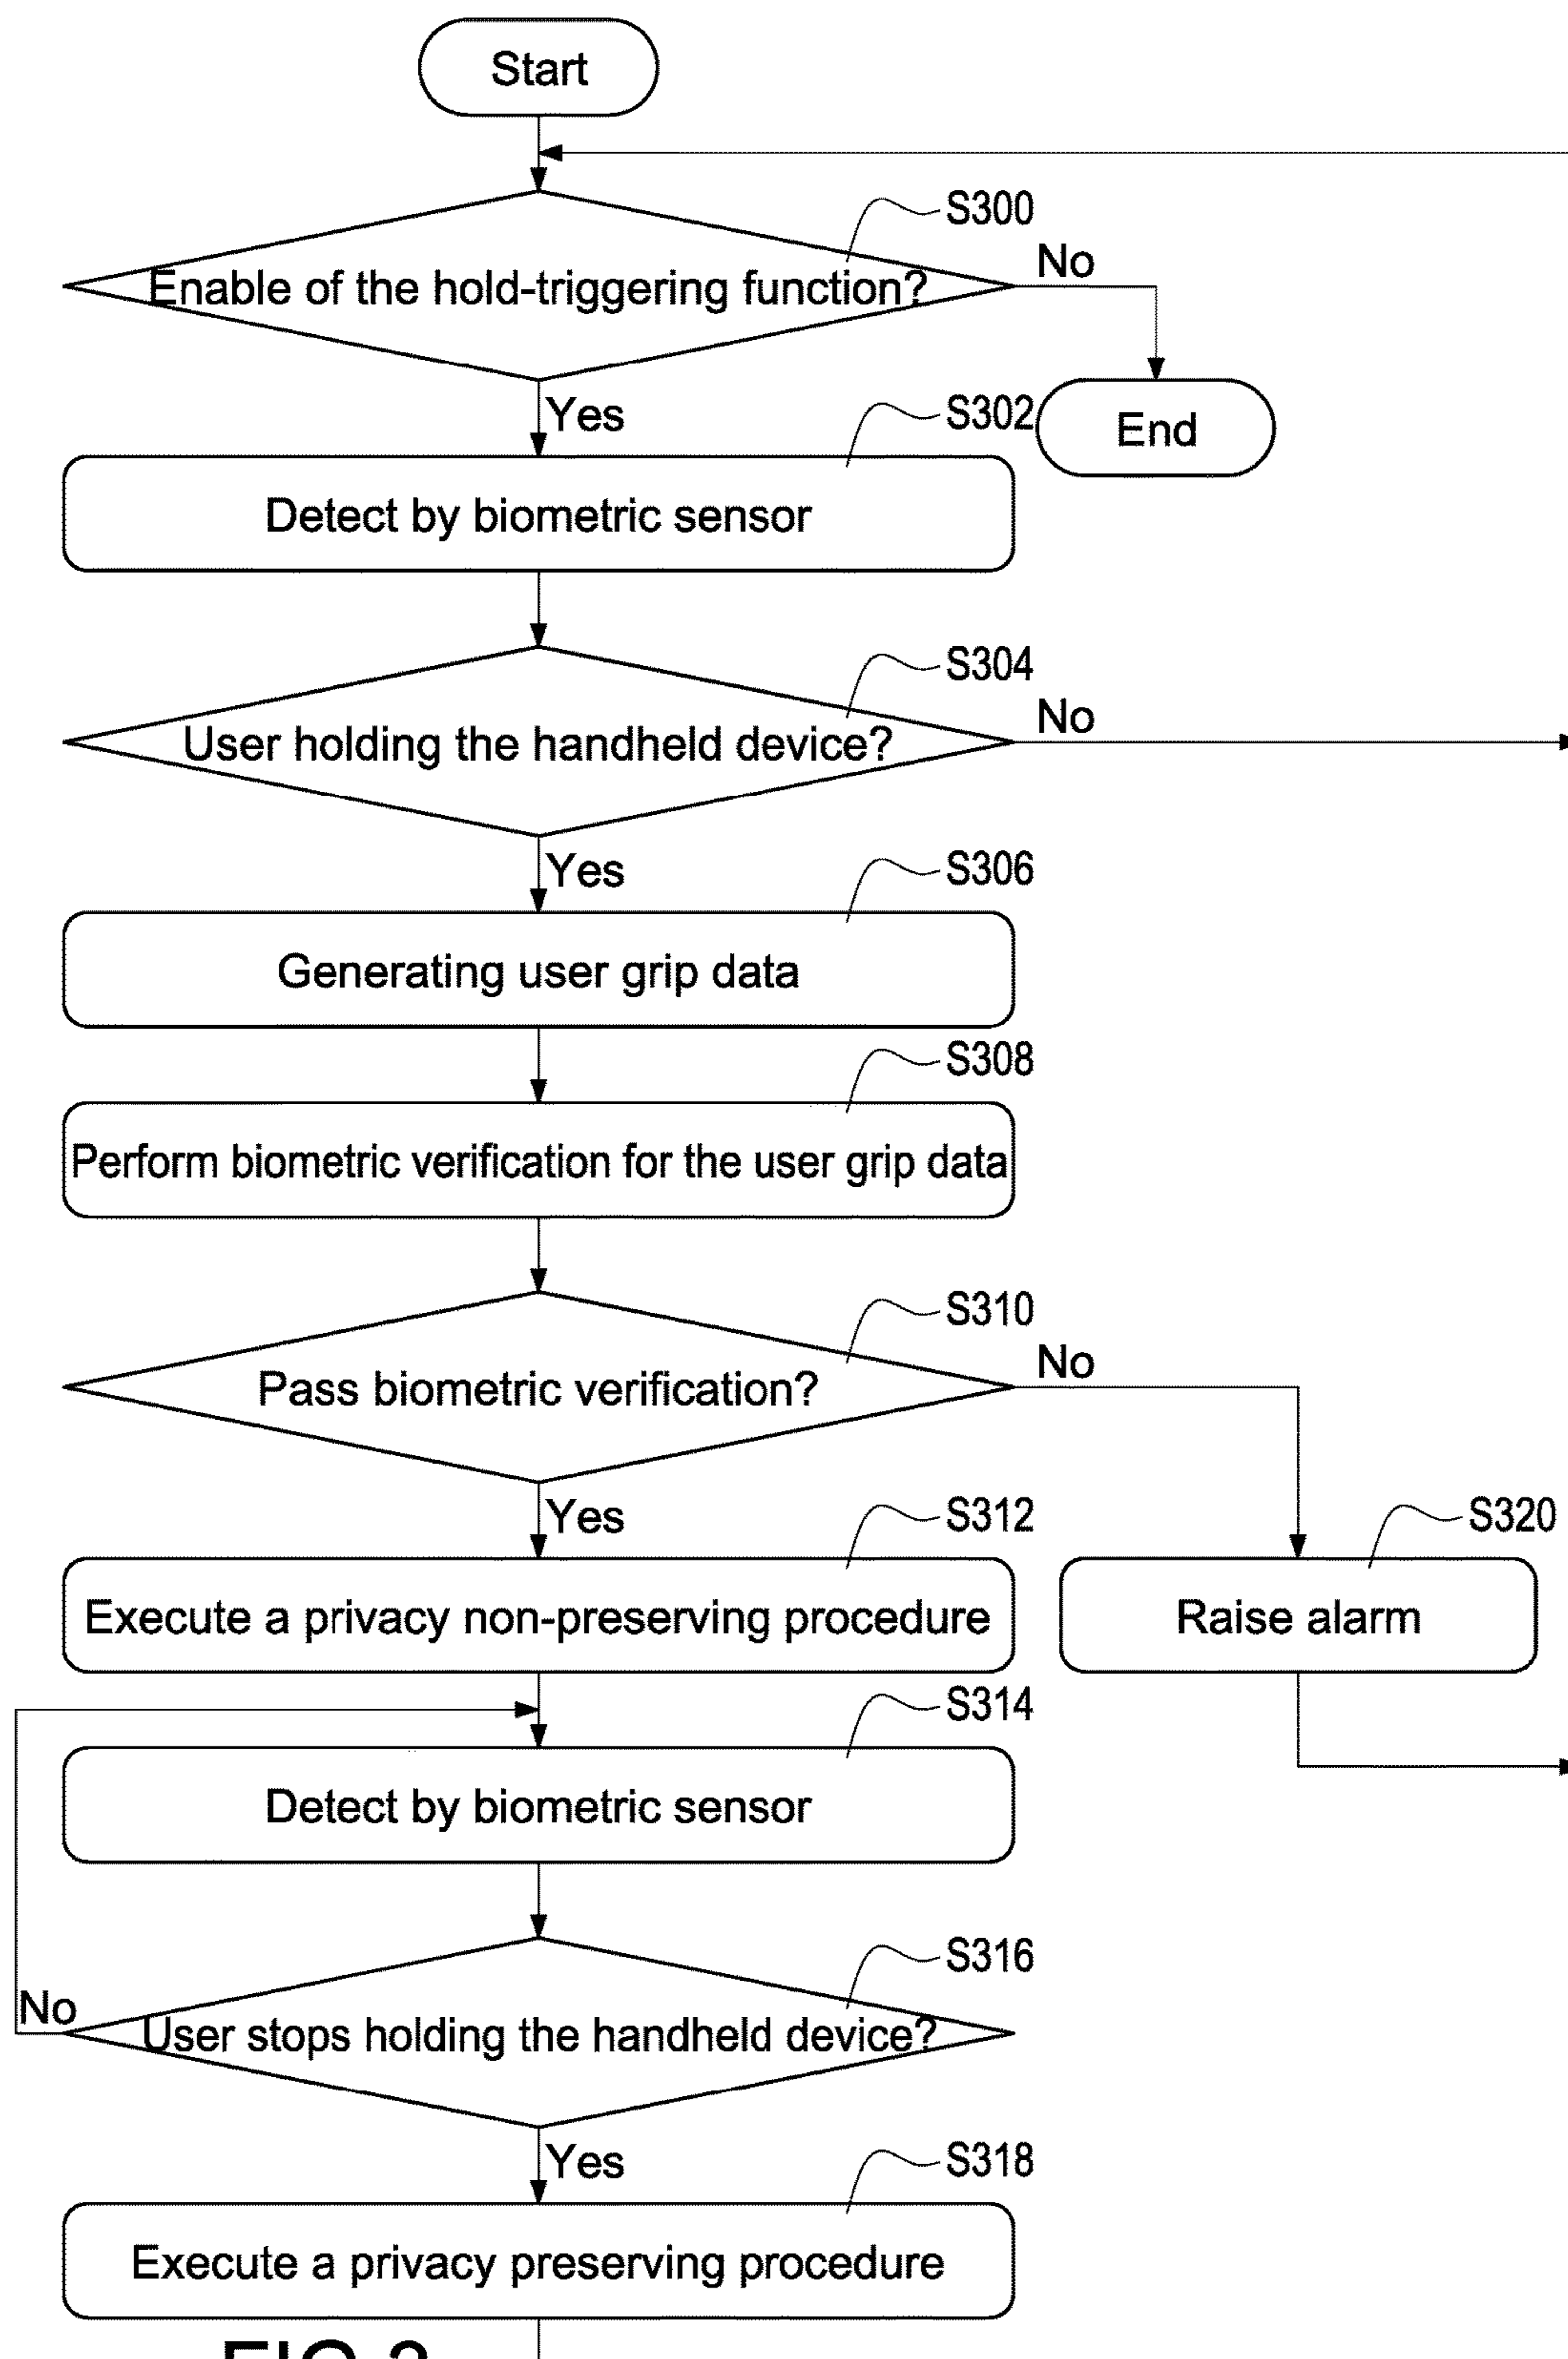 Start
S300
Enable of the hold-triggering function?
No
Yes
S302
End
Detect by biometric sensor
S304
User holding the handheld device?
No
Yes
S306
Generating user grip data
S308
Perform biometric verification for the user grip data
S310
Pass biometric verification?
No
Yes
S312
S320
Execute a privacy non-preserving procedure
Raise alarm
S314
Detect by biometric sensor
S316
No
User stops holding the handheld device?
Yes
S318
Execute a privacy preserving procedure